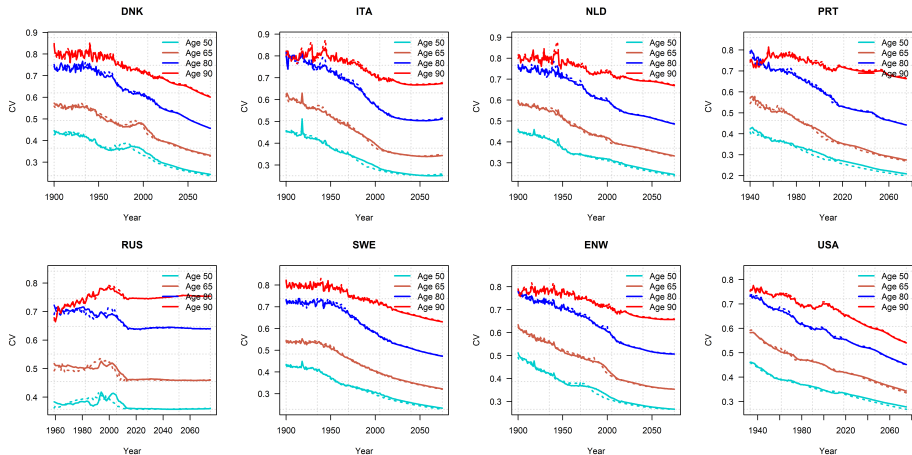 DNK
0.9
0.8
0.7
0.6
0.5
0.4
0.3
CV
1900
1950
2000
2050
Year
Age 50
Age 65
Age 80
Age 90
ITA
0.9
0.8
0.7
0.6
0.5
0.4
0.3
CV
1900
1950
2000
2050
Year
Age 50
Age 65
Age 80
Age 90
NLD
0.9
0.8
0.7
0.6
0.5
0.4
0.3
CV
1900
1950
2000
2050
Year
Age 50
Age 65
Age 80
Age 90
PRT
0.8
0.7
0.6
0.5
0.4
0.3
0.2
CV
1940
1980
2020
2060
Year
Age 50
Age 65
Age 80
Age 90
RUS
0.8
0.7
0.6
0.5
0.4
CV
1960
1980
2000
2020
2040
2060
Year
Age 50
Age 65
Age 80
Age 90
SWE
0.8
0.7
0.6
0.5
0.4
0.3
CV
1900
1950
2000
2050
Year
Age 50
Age 65
Age 80
Age 90
ENW
0.8
0.7
0.6
0.5
0.4
0.3
CV
1900
1950
2000
2050
Year
Age 50
Age 65
Age 80
Age 90
USA
0.8
0.7
0.6
0.5
0.4
0.3
CV
1940
1980
2020
2060
Year
Age 50
Age 65
Age 80
Age 90